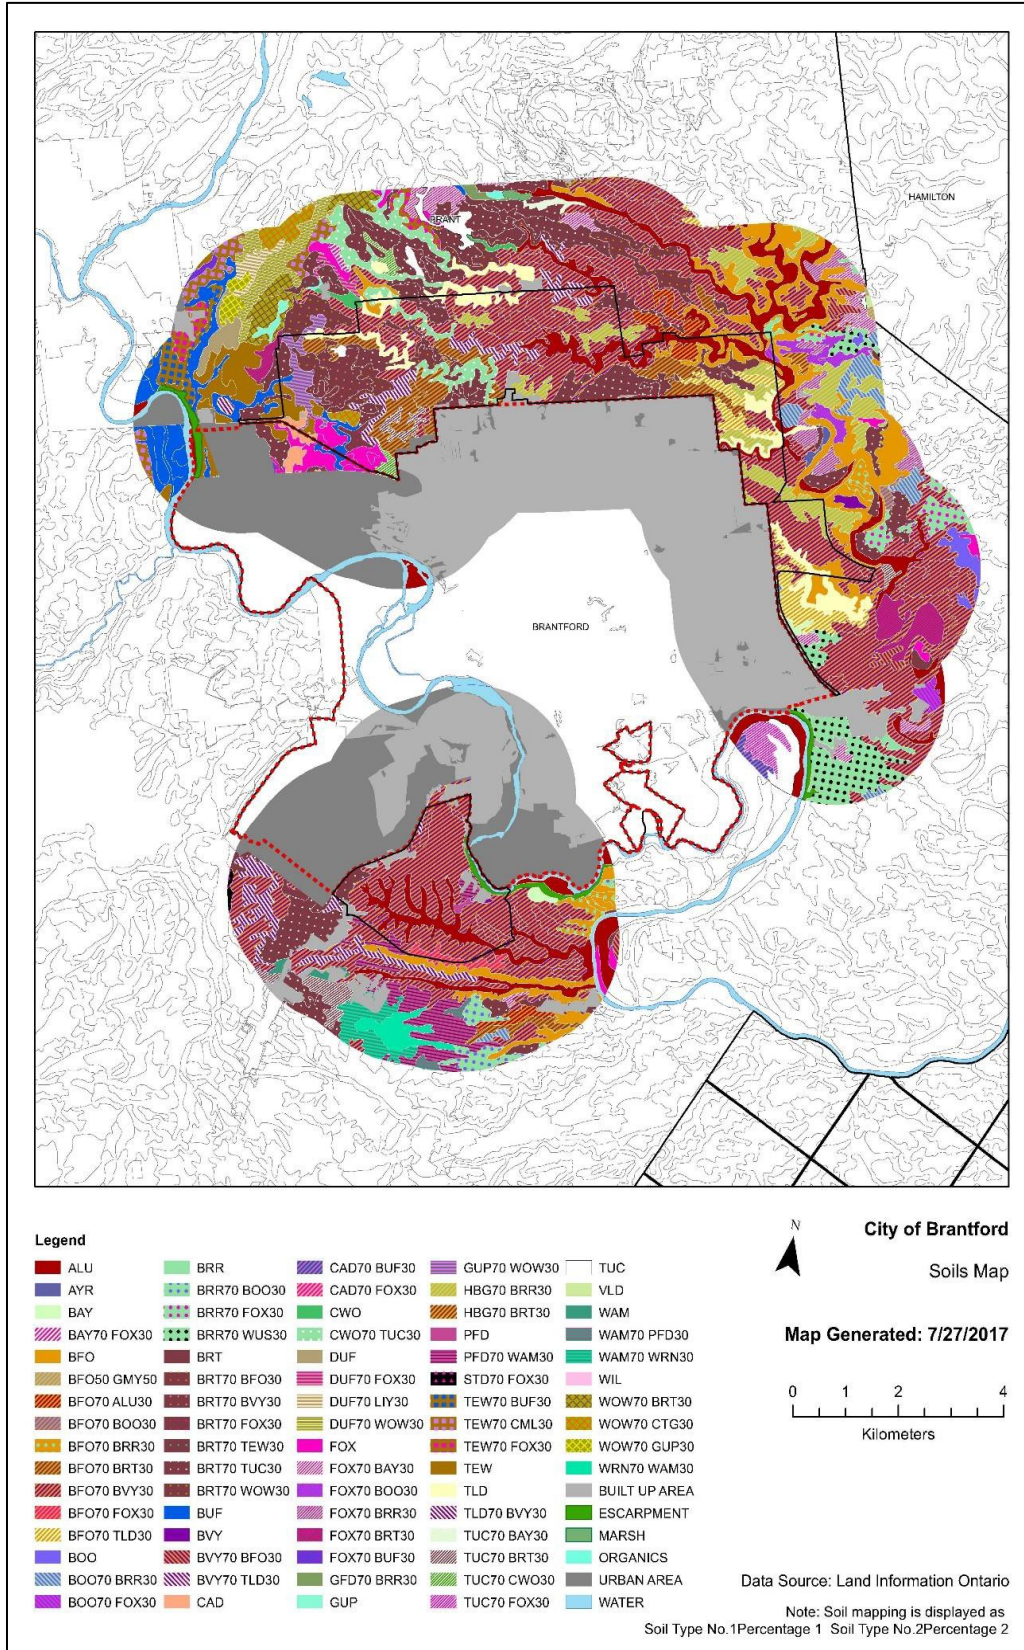 BRANT
HAMILTON
BRANTFORD
Legend
ALU
AYR
BAY
BAY70 FOX30
BFO
BFO50 GMY50
BFO70 ALU30
BFO70 BOO30
BFO70 BRR30
BFO70 BRT30
BFO70 BVY30
BFO70 FOX30
BFO70 TLD30
BOO
BOO70 BRR30
BOO70 FOX30
BRR
BRR70 BOO30
BRR70 FOX30
BRR70 WUS30
BRT
BRT70 BFO30
BRT70 BVY30
BRT70 FOX30
BRT70 TEW30
BRT70 TUC30
BRT70 WOW30
BUF
BVY
BVY70 BFO30
BVY70 TLD30
CAD
CAD70 BUF30
CAD70 FOX30
CWO
CWO70 TUC30
DUF
DUF70 FOX30
DUF70 LIY30
DUF70 WOW30
FOX
FOX70 BAY30
FOX70 BOO30
FOX70 BRR30
FOX70 BRT30
FOX70 BUF30
GFD70 BRR30
GUP
GUP70 WOW30
HBG70 BRR30
HBG70 BRT30
PFD
PFD70 WAM30
STD70 FOX30
TEW70 BUF30
TEW70 CML30
TEW70 FOX30
TEW
TLD
TLD70 BVY30
TUC70 BAY30
TUC70 BRT30
TUC70 CWO30
TUC70 FOX30
TUC
VLD
WAM
WAM70 PFD30
WAM70 WRN30
WIL
WOW70 BRT30
WOW70 CTG30
WOW70 GUP30
WRN70 WAM30
BUILT UP AREA
ESCARPMENT
MARSH
ORGANICS
URBAN AREA
WATER
N
City of Brantford
Soils Map
Map Generated: 7/27/2017
0 1 2 4
Kilometers
Data Source: Land Information Ontario
Note: Soil mapping is displayed as
Soil Type No.1Percentage 1 Soil Type No.2Percentage 2